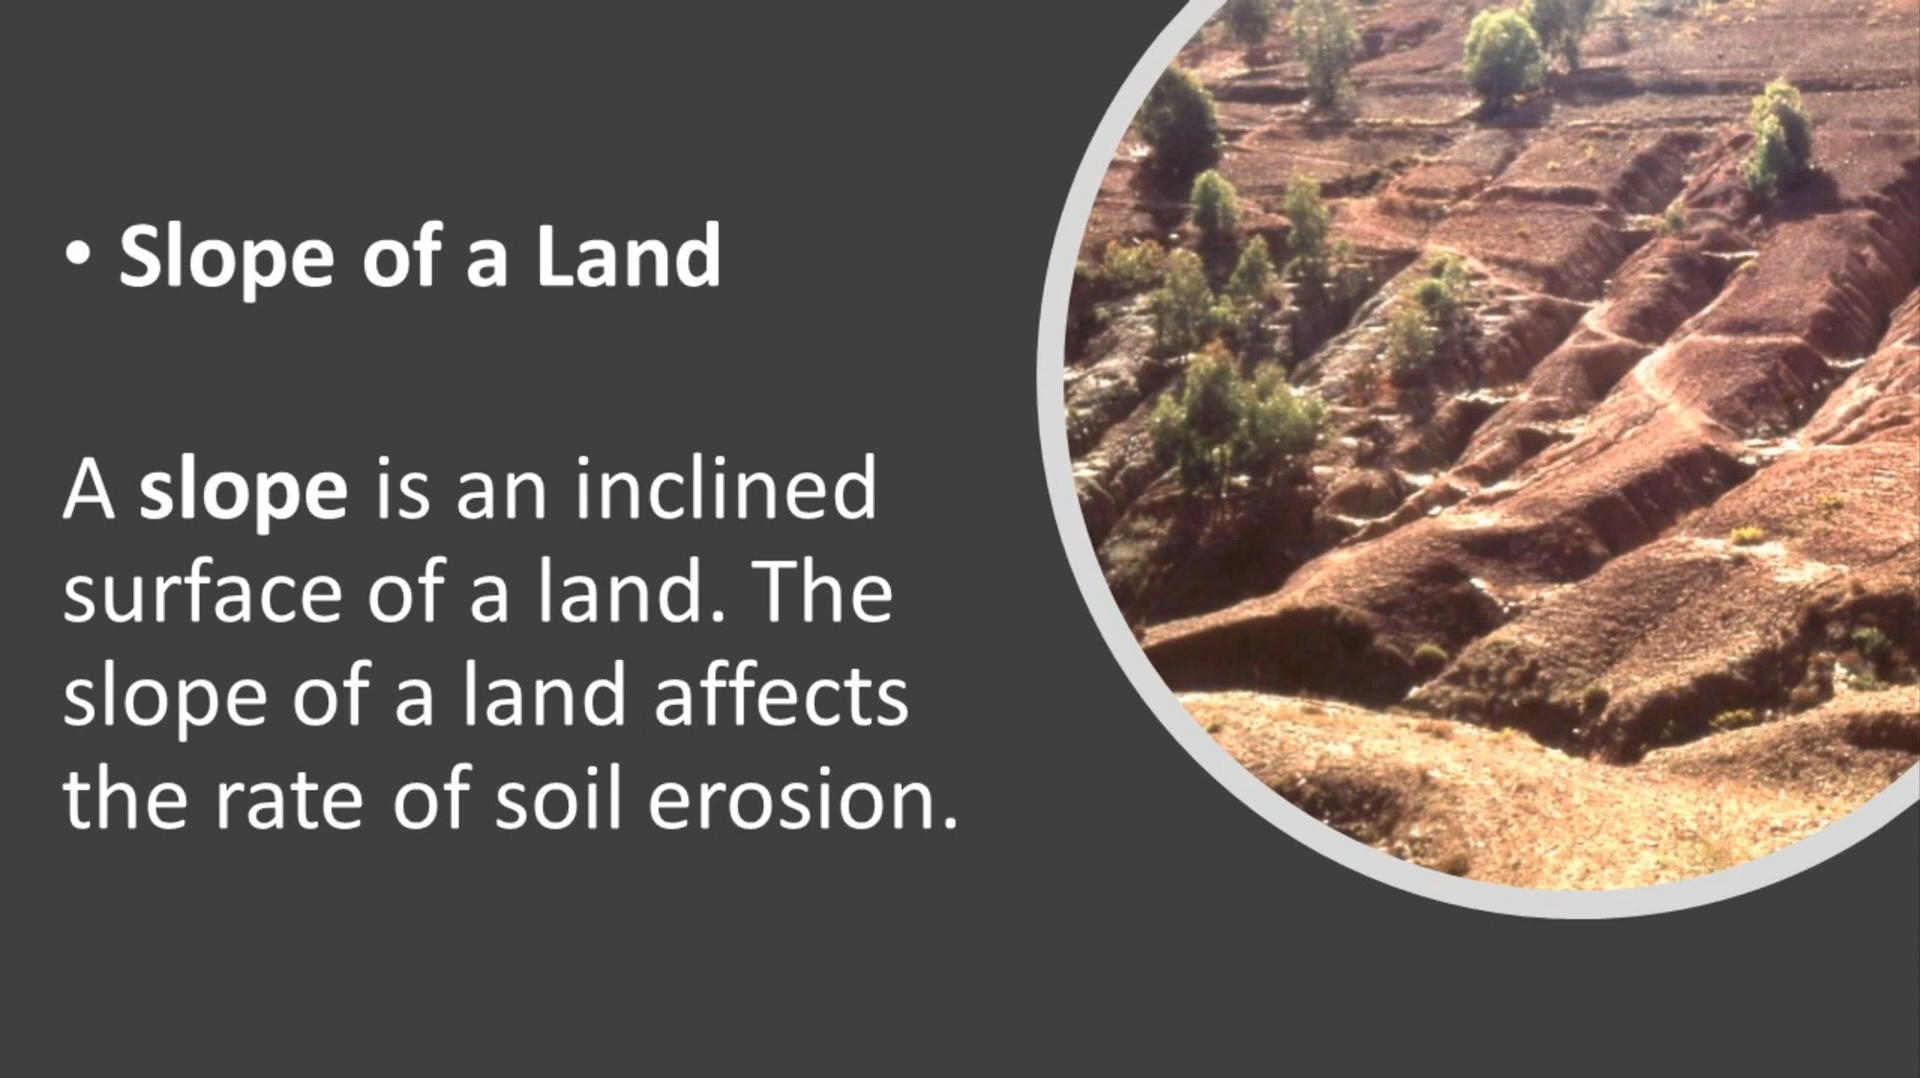 • Slope of a Land
A slope is an inclined
surface of a land. The
slope of a land affects
the rate of soil erosion.